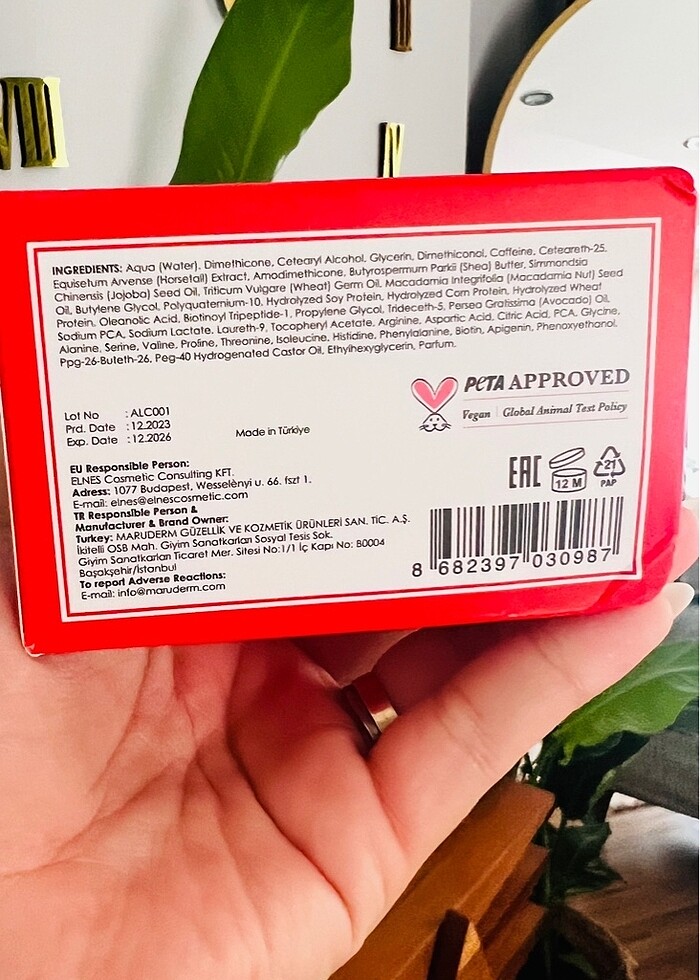 INGREDIENTS: Aqua (Water), Dimethicone, Cetearyl Alcohol, Glycerin, Dimethiconol, Caffeine, Ceteareth-25,
Equisetum Arvense (Horsetail) Extract, Amodimethicone, Butyrospermum Parkii (Shea) Butter, Simmondsia
Chinensis (Jojoba) Seed Oil, Triticum Vulgare (Wheat) Germ Oil, Macadamia Integrifolia (Macadamia Nut) Seed
Oil, Butylene Glycol, Polyquaternium-10, Hydrolyzed Soy Protein, Hydrolyzed Corn Protein, Hydrolyzed Wheat
Protein, Oleanolic Acid, Biotinoyl Tripeptide-1, Propylene Glycol, Trideceth-5, Persea Gratissima (Avocado) Oil,
Sodium PCA, Sodium Lactate, Laureth-9, Tocopheryl Acetate, Arginine, Aspartic Acid, Citric Acid, PCA, Glycine,
Alanine, Serine, Valine, Proline, Threonine, Isoleucine, Histidine, Phenylalanine, Biotin, Apigenin, Phenoxyethanol,
Ppg-26-Buteth-26, Peg-40 Hydrogenated Castor Oil, Ethylhexyglycerin, Parfum.
PETA APPROVED
Vegan | Global Animal Test Policy
Lot No : ALC001
Prd. Date : 12.2023
Exp. Date : 12.2026
Made in Türkiye
EU Responsible Person:
ELNES Cosmetic Consulting KFT.
Adress: 1077 Budapest, Wesselènyi u. 66. fszt 1.
E-mail: elnes@elnescosmetic.com
TR Responsible Person &
Manufacturer & Brand Owner:
Turkey: MARUDERM GÜZELLİK VE KOZMETİK ÜRÜNLERİ SAN. TİC. A.Ş.
İkitelli OSB Mah. Giyim Sanatkarları Sosyal Tesis Sok.
Giyim Sanatkarları Ticaret Mer. Sitesi No:1/1 İç Kapı No: B0004
Başakşehir/İstanbul
To report Adverse Reactions:
E-mail: info@maruderm.com
EAC
12 M
21
PAP
8 682397 030987